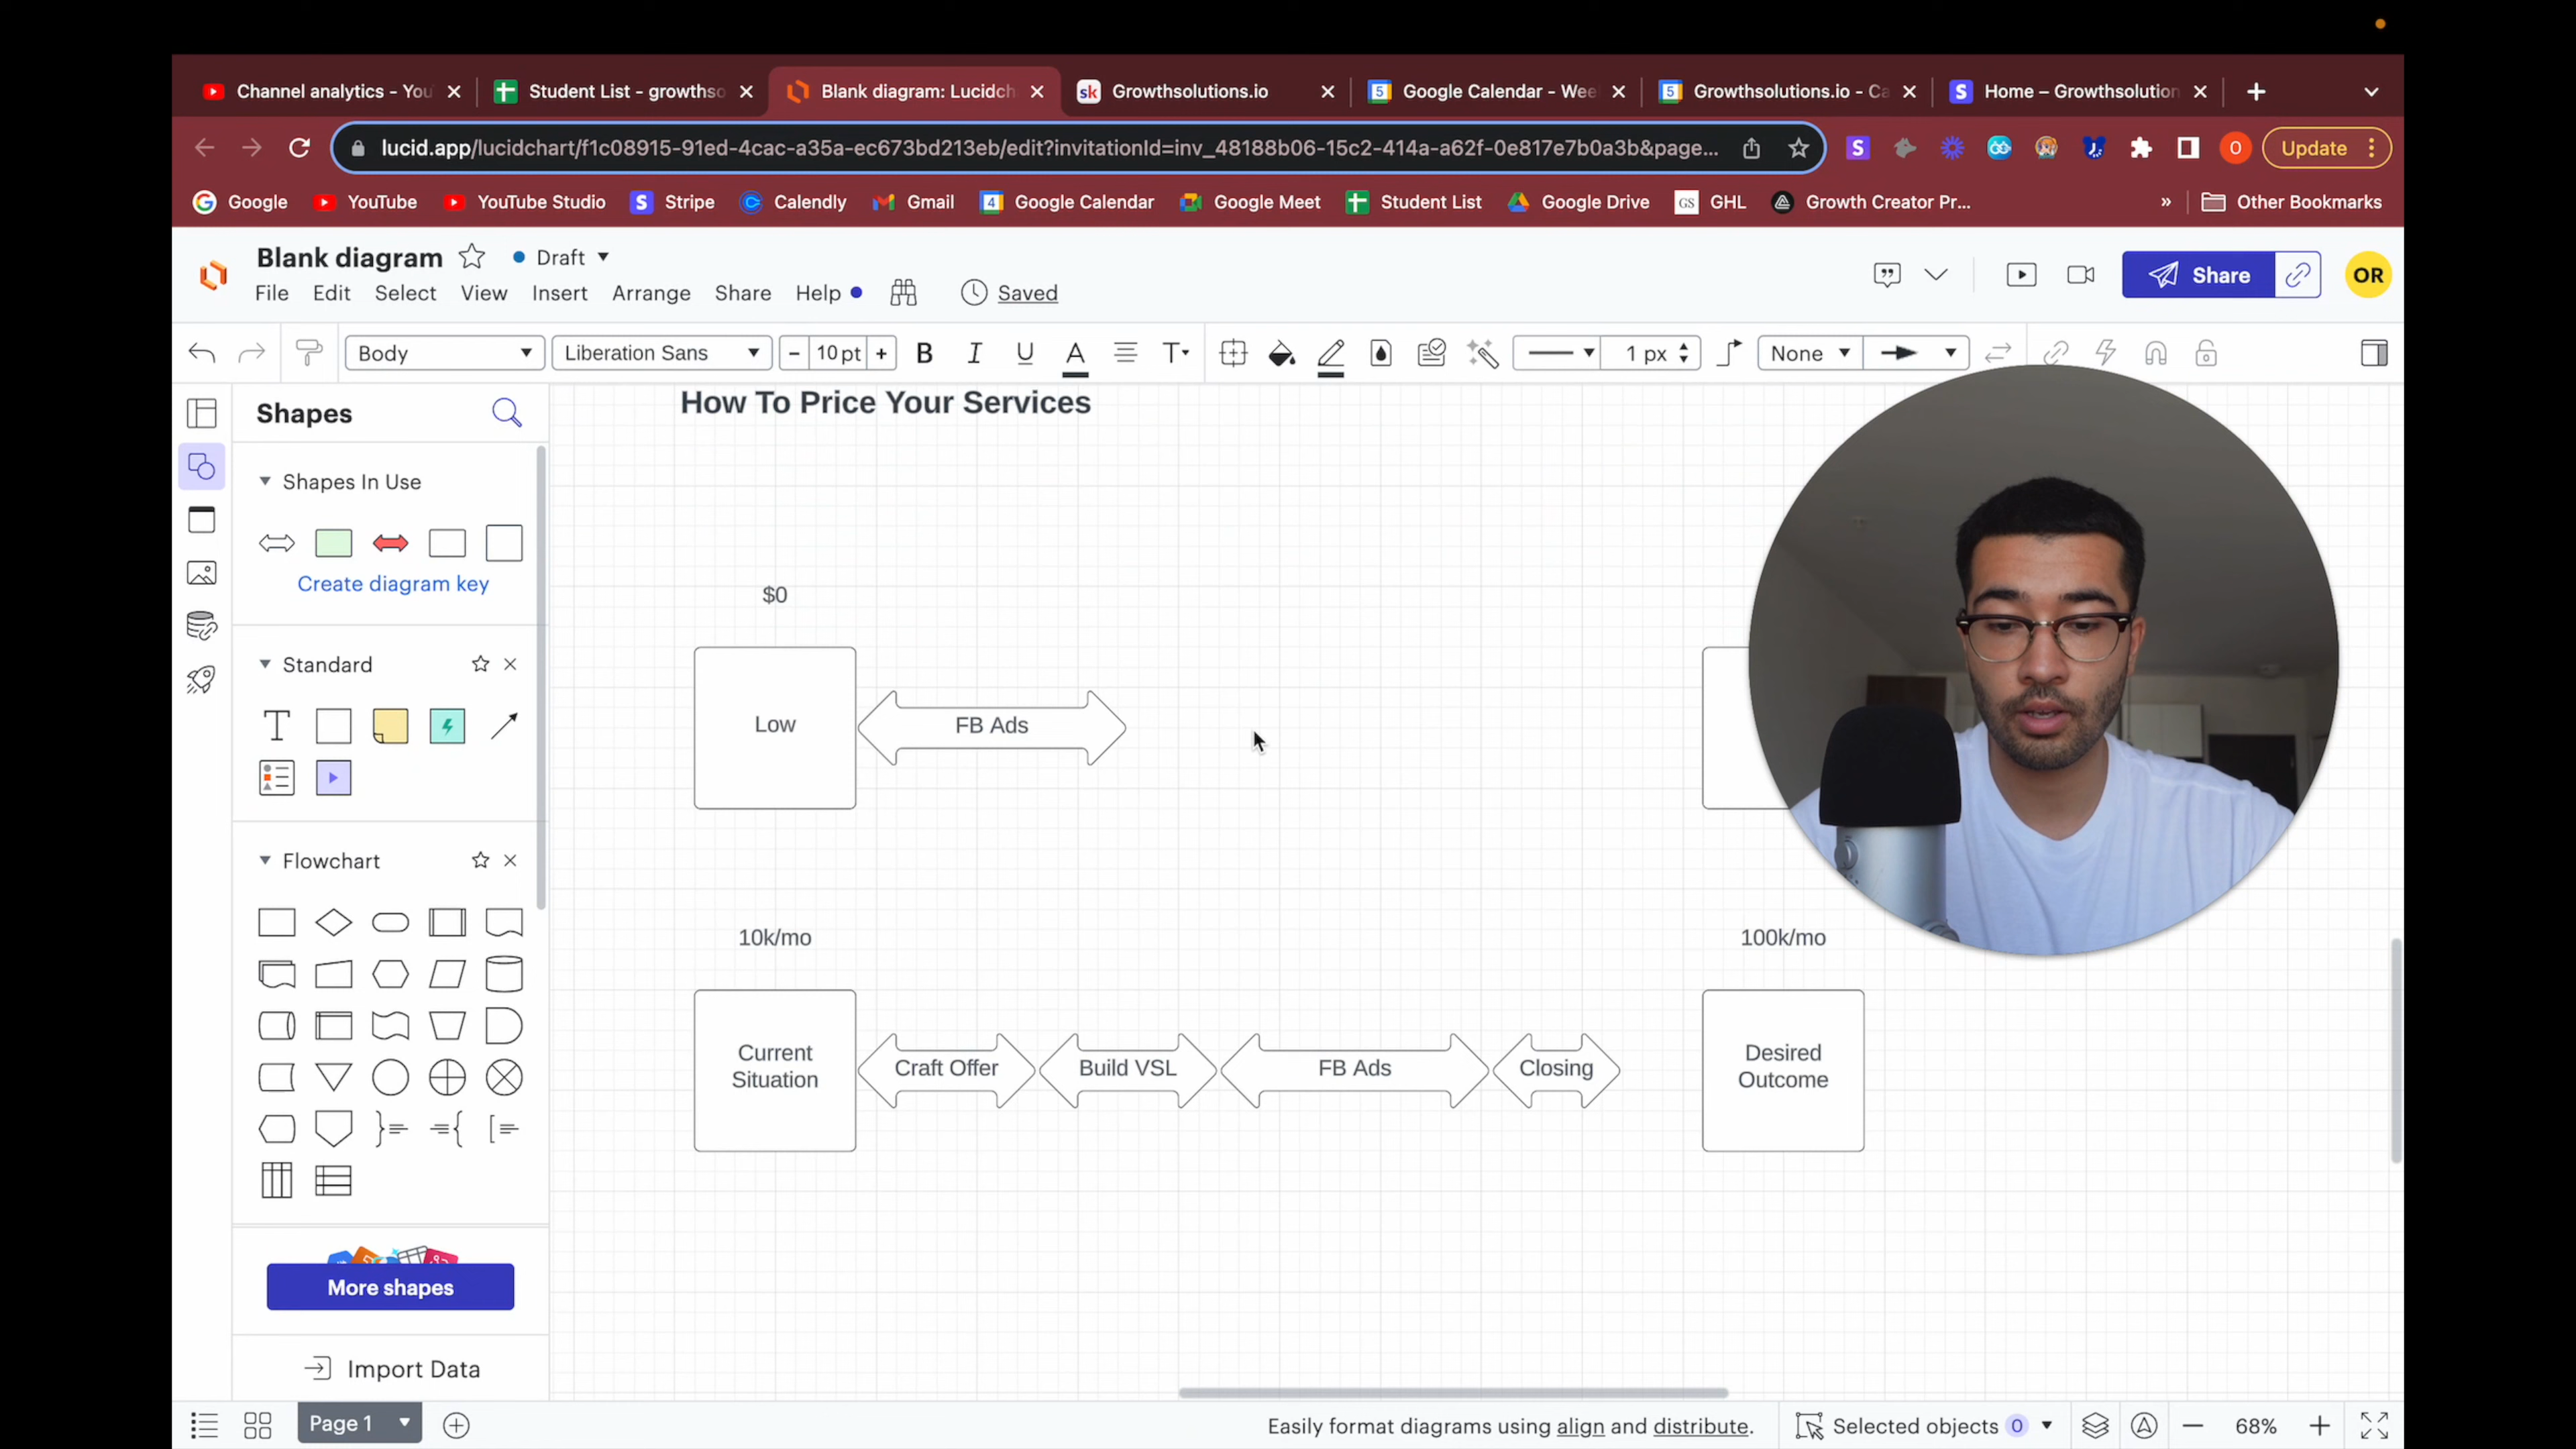 Channel analytics - You
Student List - growthso
Blank diagram: Lucidch
sk
Growthsolutions.io
5
Google Calendar - Wee
5
Growthsolutions.io - Ca
S
Home – Growthsolution
lucid.app/lucidchart/f1c08915-91ed-4cac-a35a-ec673bd213eb/edit?invitationId=inv_48188b06-15c2-414a-a62f-0e817e7b0a3b&page...
S
O
Update
Google
YouTube
YouTube Studio
S
Stripe
Calendly
Gmail
4
Google Calendar
Google Meet
Student List
Google Drive
GS
GHL
Growth Creator Pr...
»
Other Bookmarks
Blank diagram
Draft
File
Edit
Select
View
Insert
Arrange
Share
Help
Saved
Share
OR
Body
Liberation Sans
− 10 pt +
B
I
U
A
T
1 px
None
Shapes
How To Price Your Services
Shapes In Use
Create diagram key
Standard
T
Flowchart
More shapes
Import Data
$0
Low
FB Ads
10k/mo
100k/mo
Current
Situation
Craft Offer
Build VSL
FB Ads
Closing
Desired
Outcome
Page 1
Easily format diagrams using align and distribute.
Selected objects 0
68%